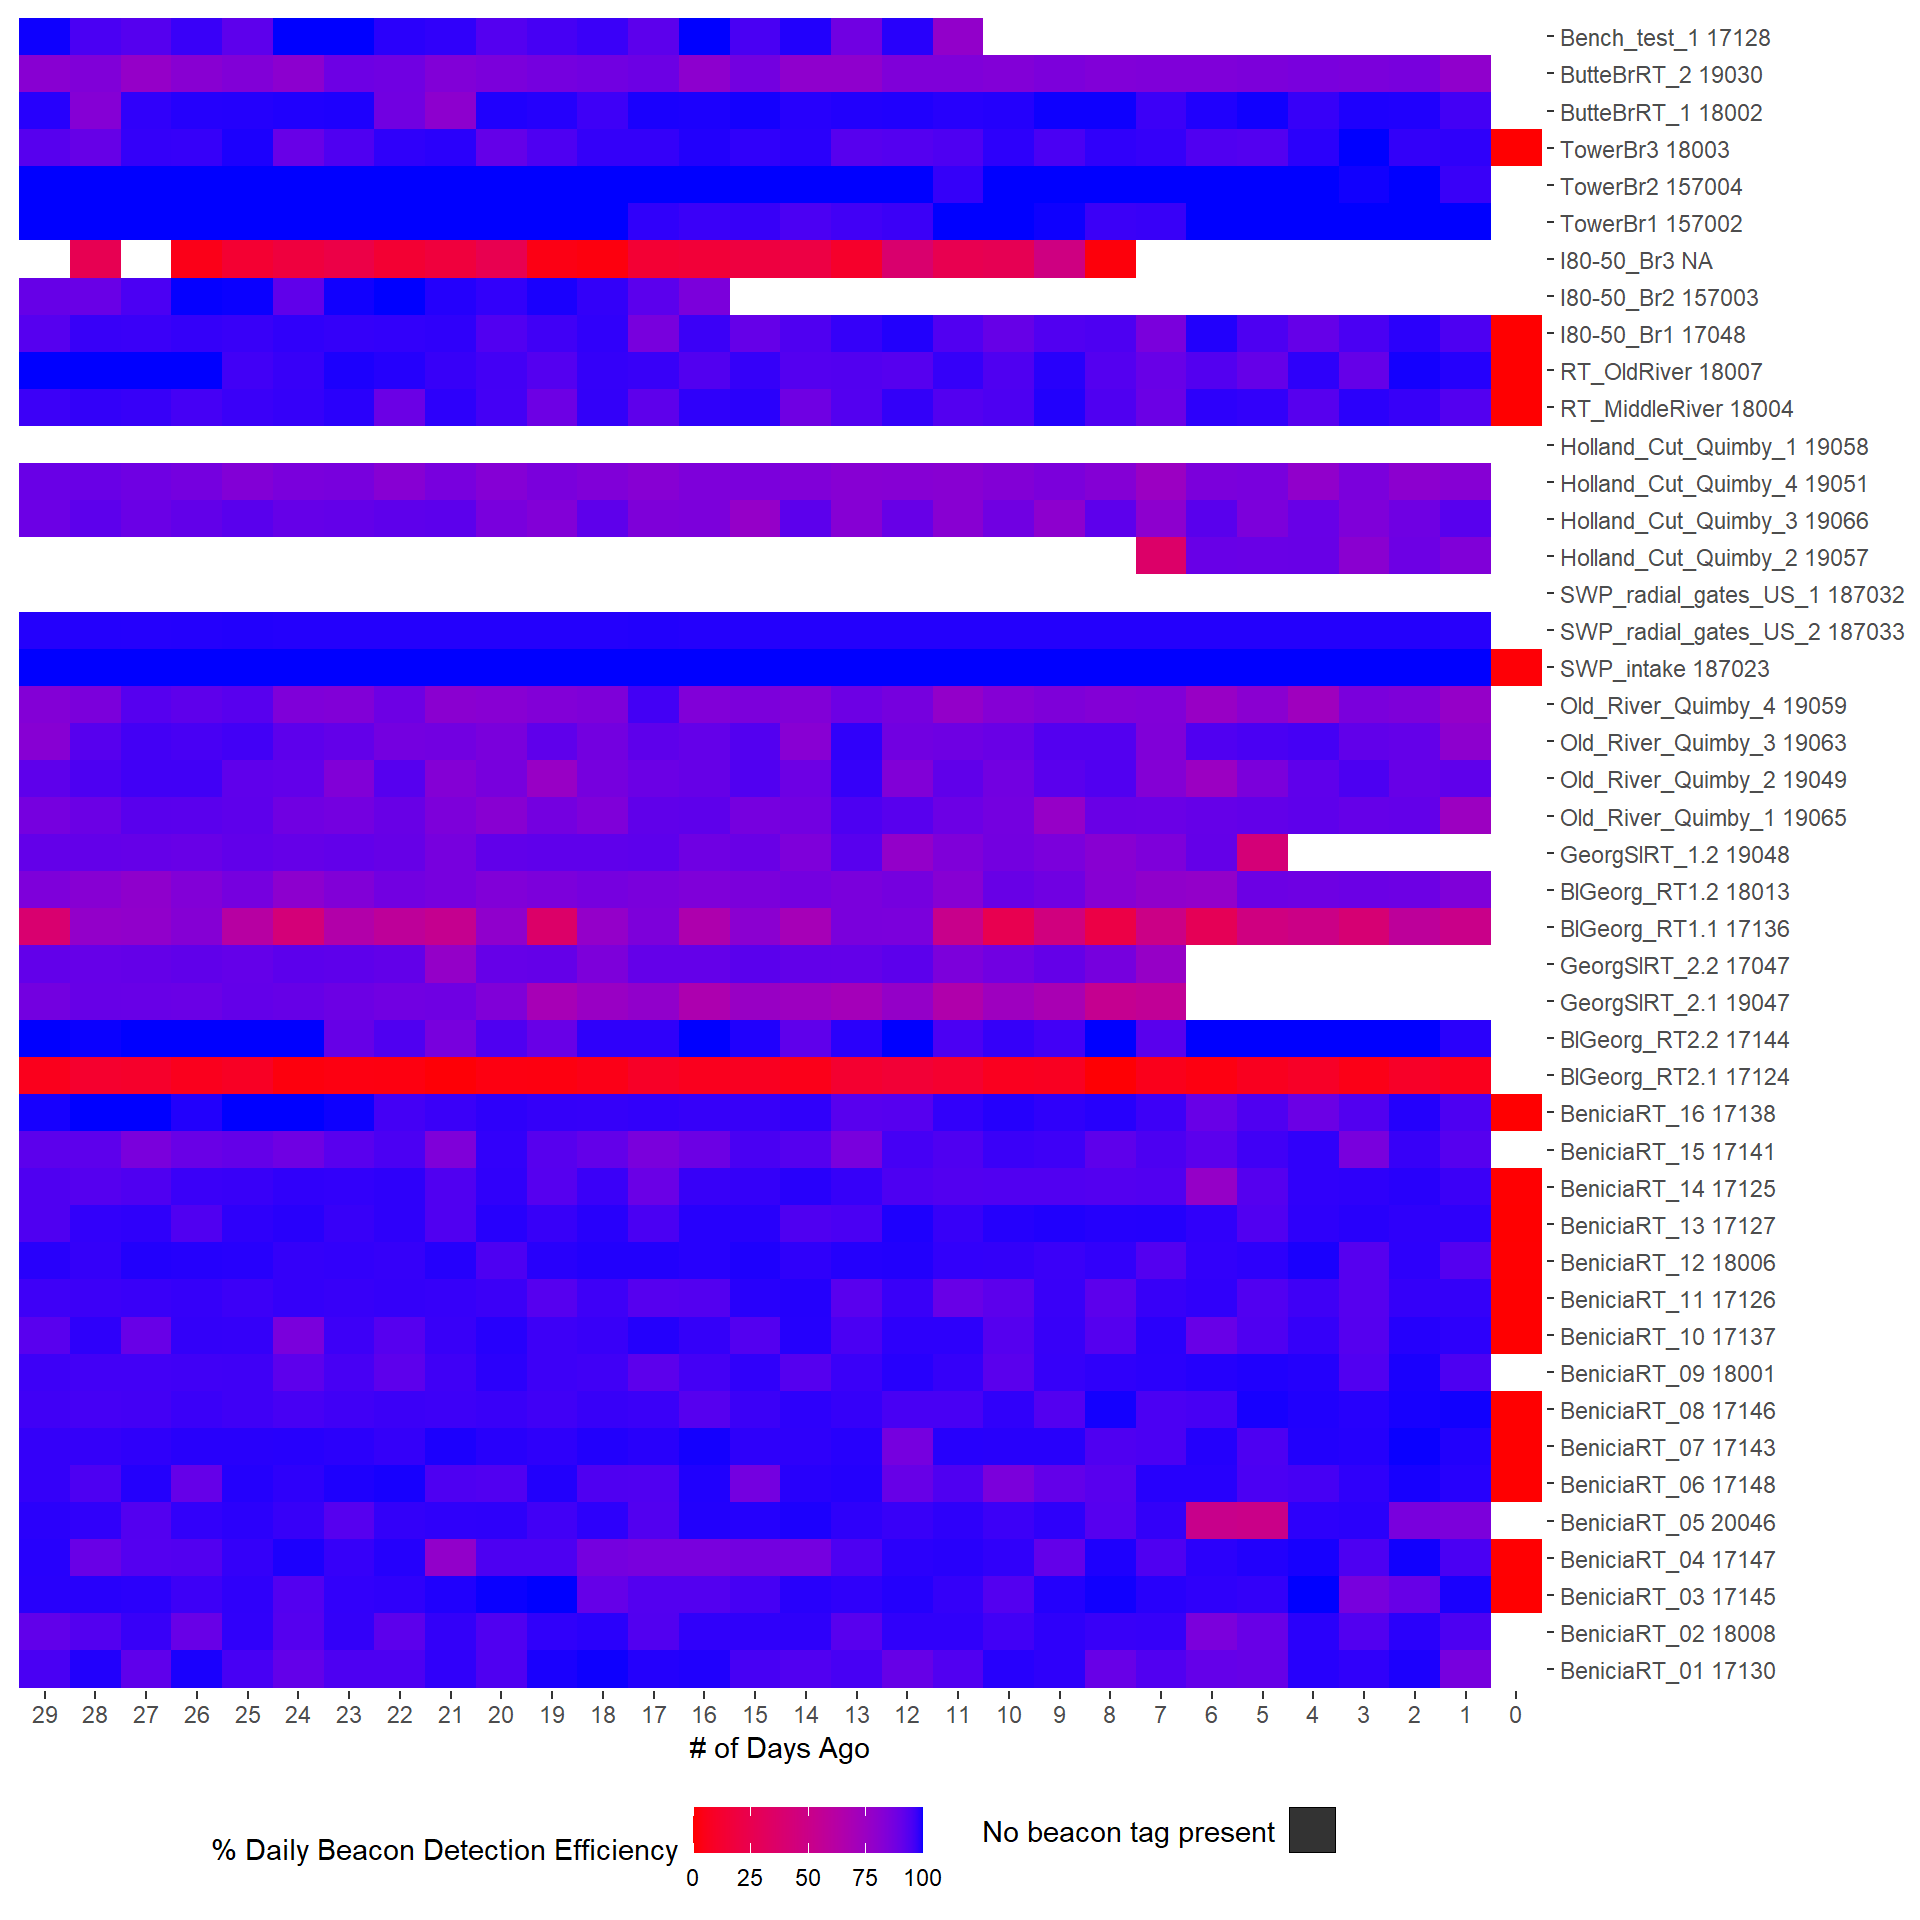 Bench_test_1 17128
ButteBrRT_2 19030
ButteBrRT_1 18002
TowerBr3 18003
TowerBr2 157004
TowerBr1 157002
I80-50_Br3 NA
I80-50_Br2 157003
I80-50_Br1 17048
RT_OldRiver 18007
RT_MiddleRiver 18004
Holland_Cut_Quimby_1 19058
Holland_Cut_Quimby_4 19051
Holland_Cut_Quimby_3 19066
Holland_Cut_Quimby_2 19057
SWP_radial_gates_US_1 187032
SWP_radial_gates_US_2 187033
SWP_intake 187023
Old_River_Quimby_4 19059
Old_River_Quimby_3 19063
Old_River_Quimby_2 19049
Old_River_Quimby_1 19065
GeorgSlRT_1.2 19048
BlGeorg_RT1.2 18013
BlGeorg_RT1.1 17136
GeorgSlRT_2.2 17047
GeorgSlRT_2.1 19047
BlGeorg_RT2.2 17144
BlGeorg_RT2.1 17124
BeniciaRT_16 17138
BeniciaRT_15 17141
BeniciaRT_14 17125
BeniciaRT_13 17127
BeniciaRT_12 18006
BeniciaRT_11 17126
BeniciaRT_10 17137
BeniciaRT_09 18001
BeniciaRT_08 17146
BeniciaRT_07 17143
BeniciaRT_06 17148
BeniciaRT_05 20046
BeniciaRT_04 17147
BeniciaRT_03 17145
BeniciaRT_02 18008
BeniciaRT_01 17130
29 28 27 26 25 24 23 22 21 20 19 18 17 16 15 14 13 12 11 10 9 8 7 6 5 4 3 2 1 0
# of Days Ago
% Daily Beacon Detection Efficiency
0 25 50 75 100
No beacon tag present